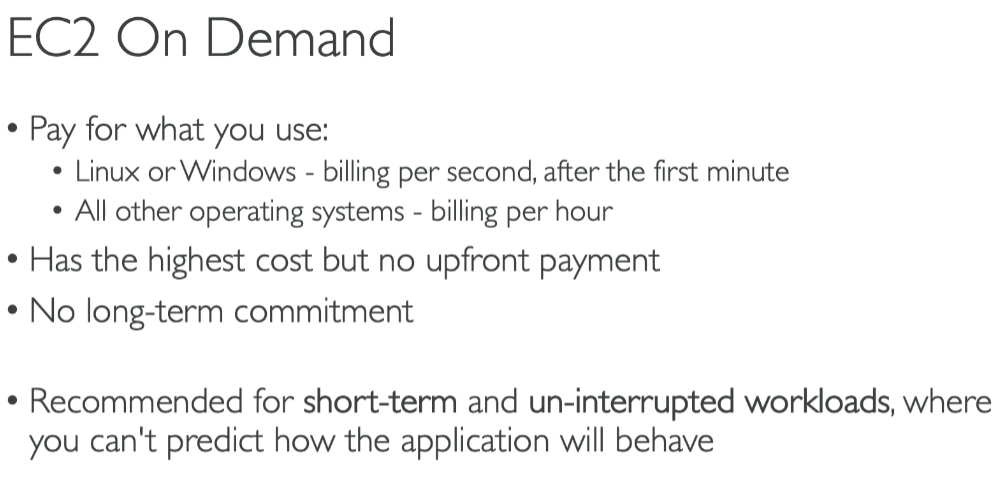 EC2 On Demand
• Pay for what you use:
• Linux or Windows - billing per second, after the first minute
• All other operating systems - billing per hour
• Has the highest cost but no upfront payment
• No long-term commitment
• Recommended for short-term and un-interrupted workloads, where
you can't predict how the application will behave